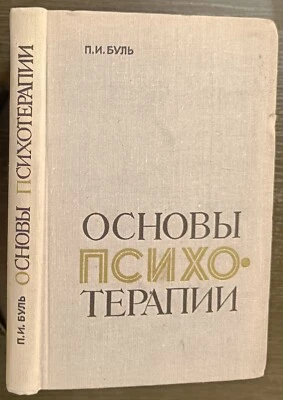 П.И. БУЛЬ ОСНОВЫ ПСИХОТЕРАПИИ
П.И.БУЛЬ
ОСНОВЫ
ПСИХО-
ТЕРАПИИ